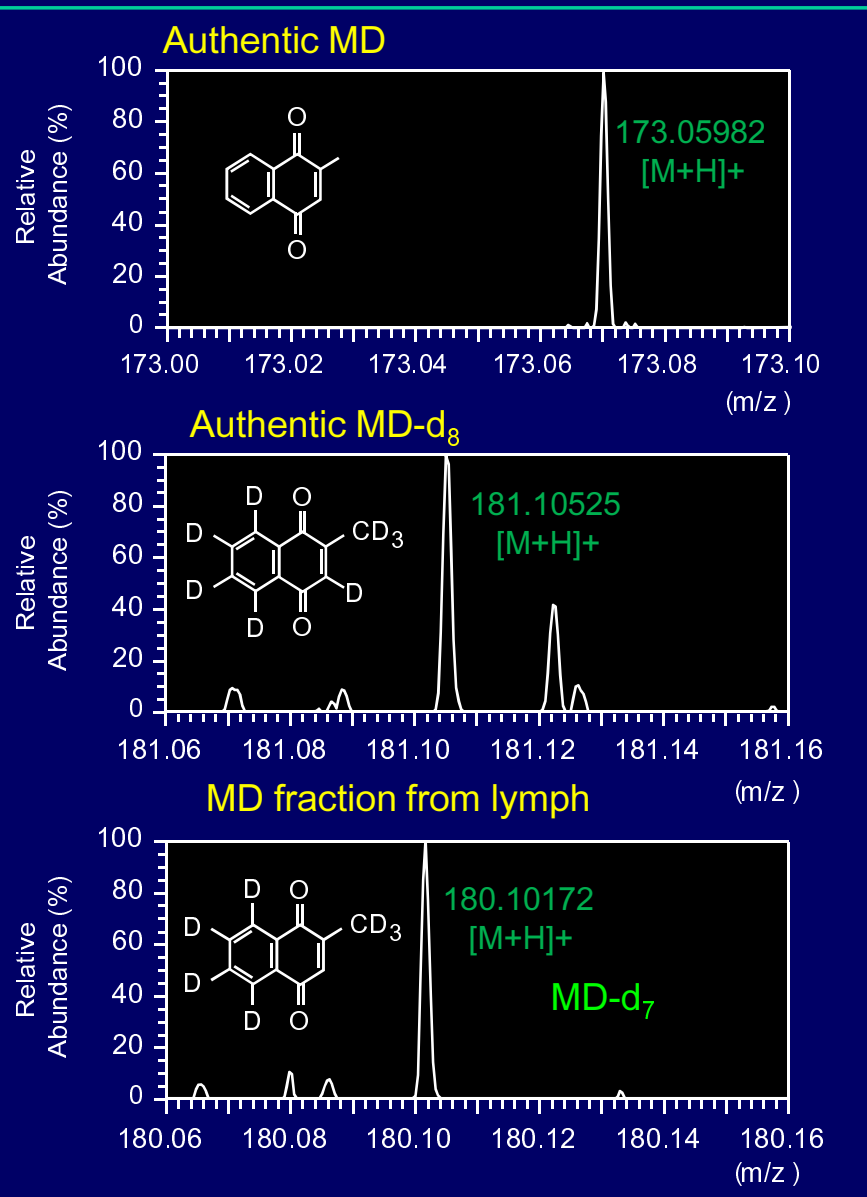 Authentic MD
Relative
Abundance (%)
100
80
60
40
20
0
O
O
173.05982
[M+H]+
173.00 173.02 173.04 173.06 173.08 173.10
(m/z )
Authentic MD-d₈
Relative
Abundance (%)
100
80
60
40
20
0
D O
D CD₃
D D
D O
181.10525
[M+H]+
181.06 181.08 181.10 181.12 181.14 181.16
(m/z )
MD fraction from lymph
Relative
Abundance (%)
100
80
60
40
20
0
D O
D CD₃
D
D O
180.10172
[M+H]+
MD-d₇
180.06 180.08 180.10 180.12 180.14 180.16
(m/z )